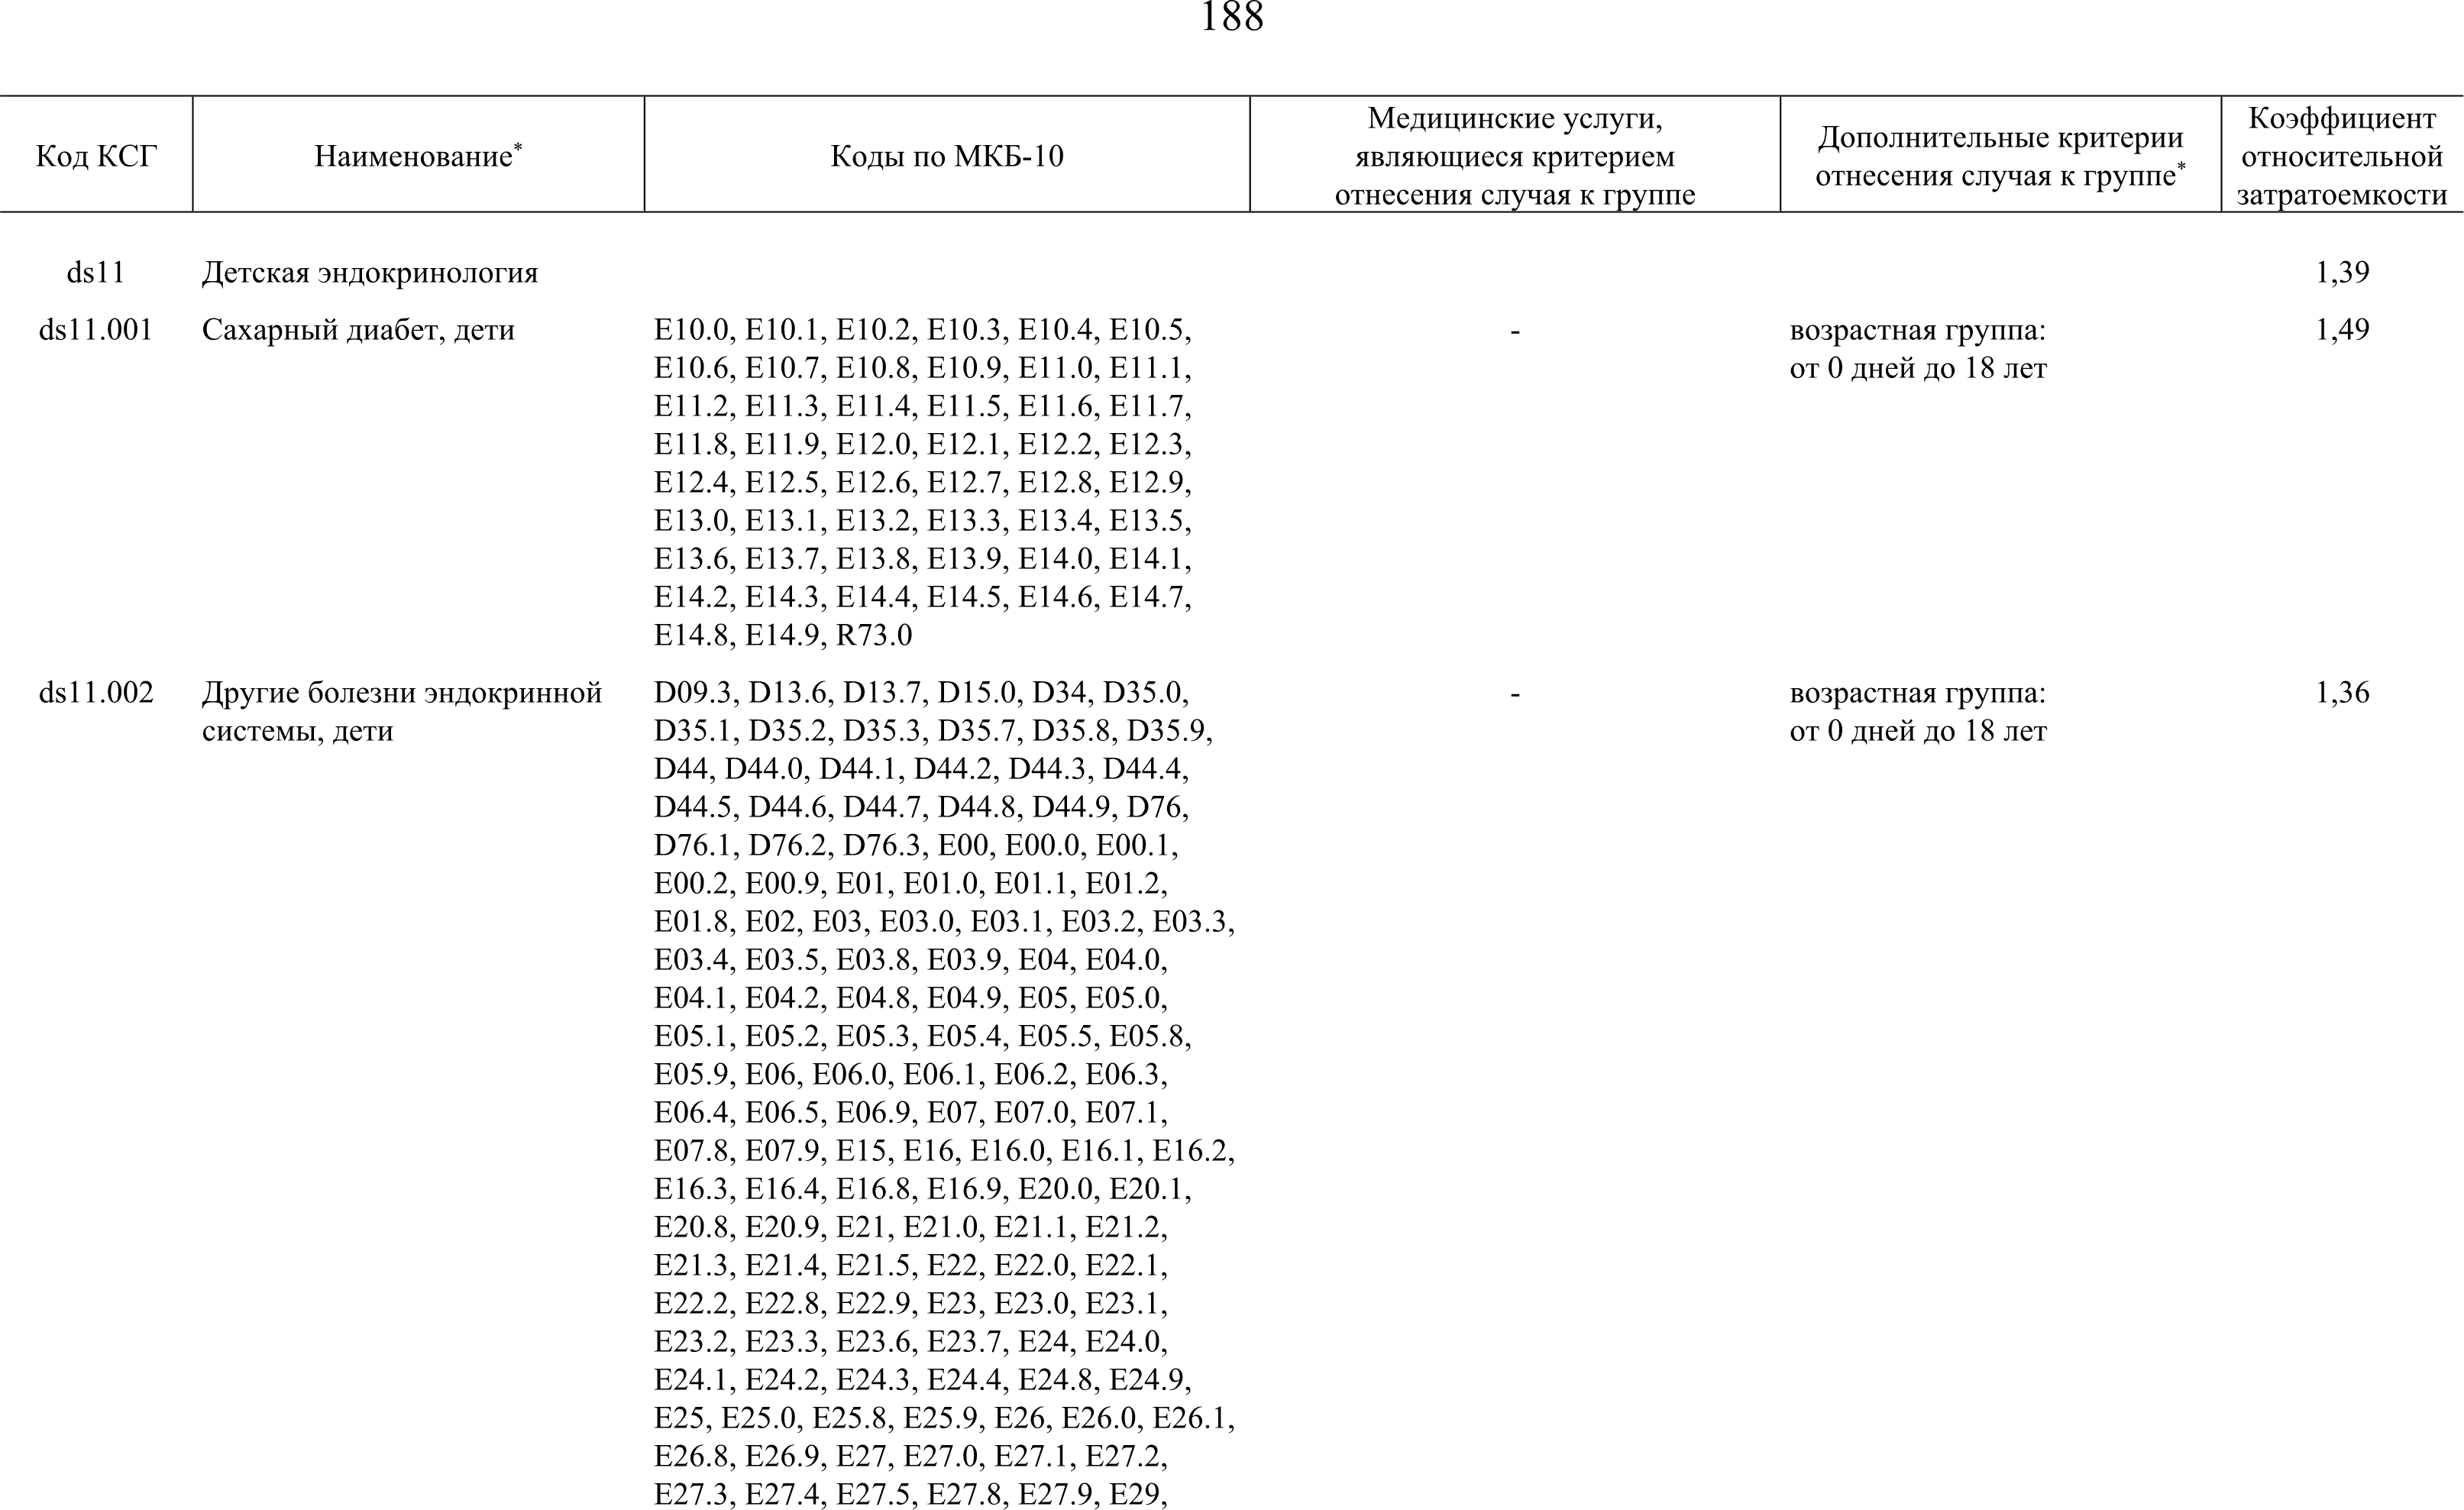 188
Код КСГ
Наименование*
Коды по МКБ-10
Медицинские услуги,
являющиеся критерием
отнесения случая к группе
Дополнительные критерии
отнесения случая к группе*
Коэффициент
относительной
затратоемкости
ds11 Детская эндокринология 1,39
ds11.001 Сахарный диабет, дети E10.0, E10.1, E10.2, E10.3, E10.4, E10.5, - возрастная группа: 1,49
E10.6, E10.7, E10.8, E10.9, E11.0, E11.1, от 0 дней до 18 лет
E11.2, E11.3, E11.4, E11.5, E11.6, E11.7,
E11.8, E11.9, E12.0, E12.1, E12.2, E12.3,
E12.4, E12.5, E12.6, E12.7, E12.8, E12.9,
E13.0, E13.1, E13.2, E13.3, E13.4, E13.5,
E13.6, E13.7, E13.8, E13.9, E14.0, E14.1,
E14.2, E14.3, E14.4, E14.5, E14.6, E14.7,
E14.8, E14.9, R73.0
ds11.002 Другие болезни эндокринной D09.3, D13.6, D13.7, D15.0, D34, D35.0, - возрастная группа: 1,36
системы, дети D35.1, D35.2, D35.3, D35.7, D35.8, D35.9, от 0 дней до 18 лет
D44, D44.0, D44.1, D44.2, D44.3, D44.4,
D44.5, D44.6, D44.7, D44.8, D44.9, D76,
D76.1, D76.2, D76.3, E00, E00.0, E00.1,
E00.2, E00.9, E01, E01.0, E01.1, E01.2,
E01.8, E02, E03, E03.0, E03.1, E03.2, E03.3,
E03.4, E03.5, E03.8, E03.9, E04, E04.0,
E04.1, E04.2, E04.8, E04.9, E05, E05.0,
E05.1, E05.2, E05.3, E05.4, E05.5, E05.8,
E05.9, E06, E06.0, E06.1, E06.2, E06.3,
E06.4, E06.5, E06.9, E07, E07.0, E07.1,
E07.8, E07.9, E15, E16, E16.0, E16.1, E16.2,
E16.3, E16.4, E16.8, E16.9, E20.0, E20.1,
E20.8, E20.9, E21, E21.0, E21.1, E21.2,
E21.3, E21.4, E21.5, E22, E22.0, E22.1,
E22.2, E22.8, E22.9, E23, E23.0, E23.1,
E23.2, E23.3, E23.6, E23.7, E24, E24.0,
E24.1, E24.2, E24.3, E24.4, E24.8, E24.9,
E25, E25.0, E25.8, E25.9, E26, E26.0, E26.1,
E26.8, E26.9, E27, E27.0, E27.1, E27.2,
E27.3, E27.4, E27.5, E27.8, E27.9, E29,